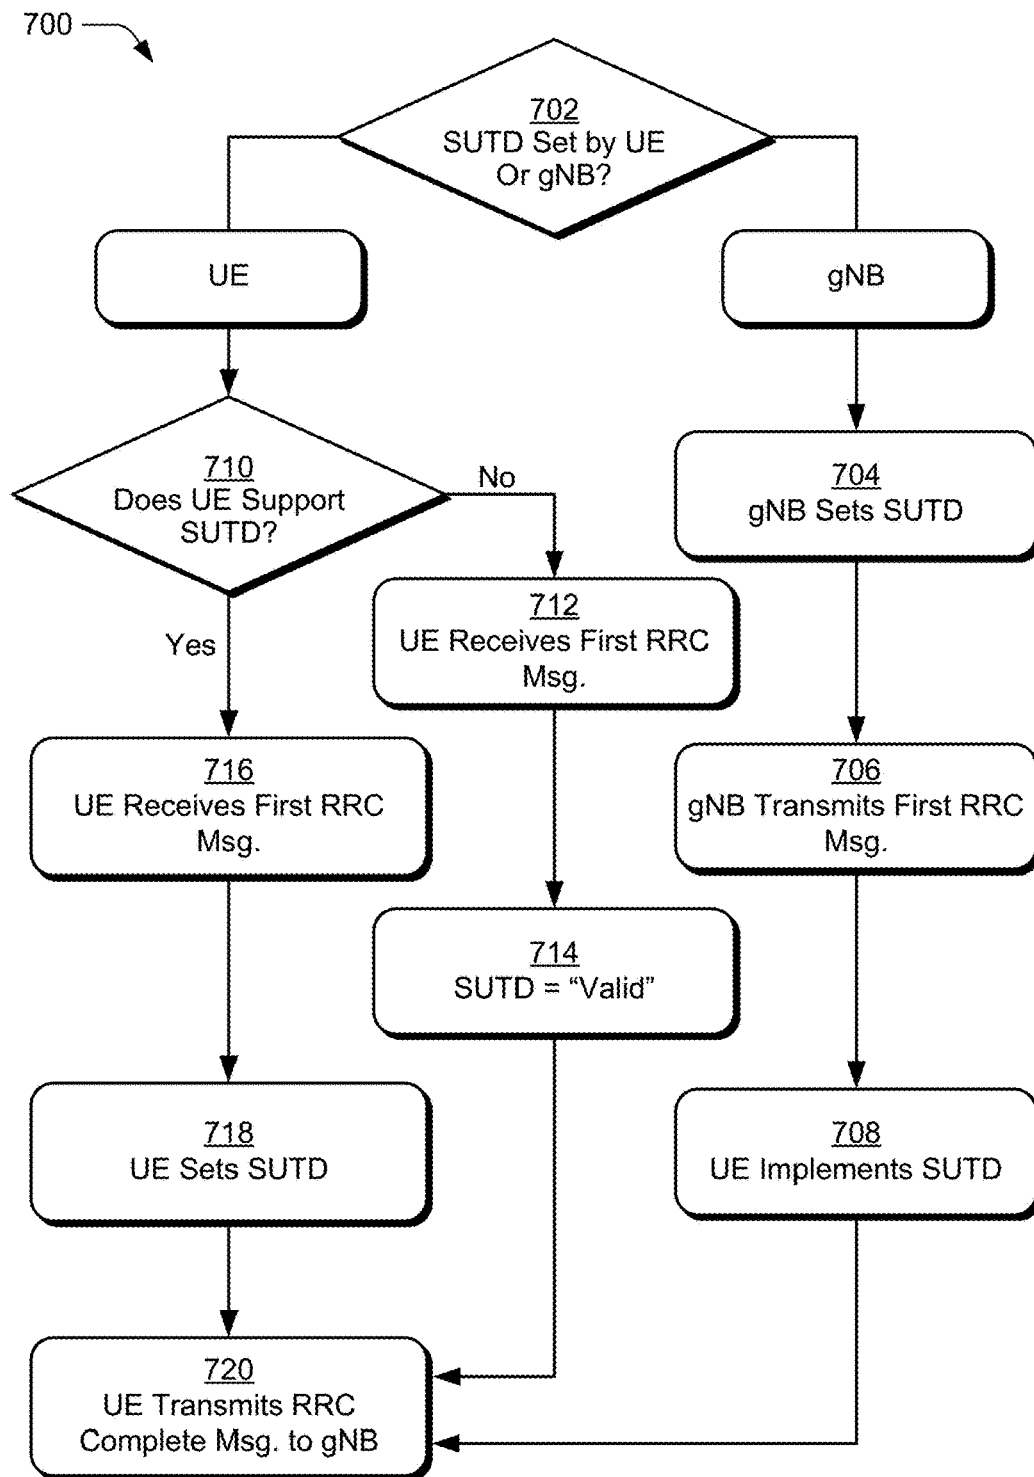 700
702
SUTD Set by UE
Or gNB?
UE
gNB
710
Does UE Support
SUTD?
No
Yes
704
gNB Sets SUTD
712
UE Receives First RRC
Msg.
716
UE Receives First RRC
Msg.
706
gNB Transmits First RRC
Msg.
714
SUTD = “Valid”
718
UE Sets SUTD
708
UE Implements SUTD
720
UE Transmits RRC
Complete Msg. to gNB